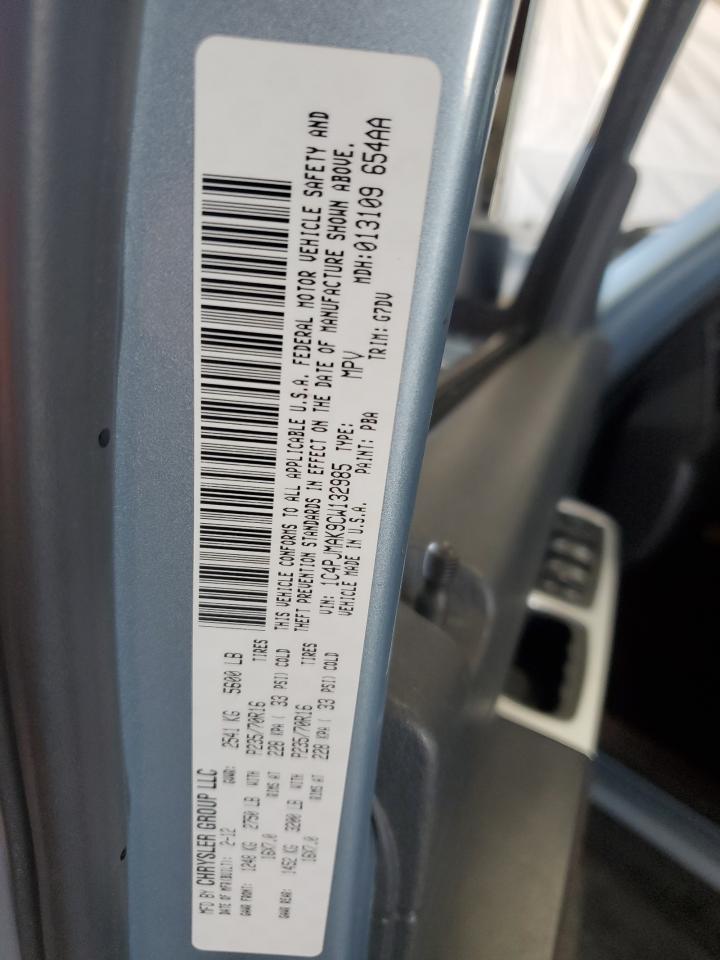 MFD BY CHRYSLER GROUP LLC
DATE OF MFR(BUILT): 2-12 GVWR: 2541 KG 5600 LB
GAWR FRONT: 1248 KG 2750 LB WITH P235/70R16 TIRES
16X7.0 RIMS AT 228 KPA ( 33 PSI) COLD
GAWR REAR: 1452 KG 3200 LB WITH P235/70R16 TIRES
16X7.0 RIMS AT 228 KPA ( 33 PSI) COLD
THIS VEHICLE CONFORMS TO ALL APPLICABLE U.S.A. FEDERAL MOTOR VEHICLE SAFETY AND
THEFT PREVENTION STANDARDS IN EFFECT ON THE DATE OF MANUFACTURE SHOWN ABOVE.
VIN: 1C4PJMAK9CW132985 TYPE: MPV MDH:013109 654AA
VEHICLE MADE IN U.S.A. PAINT: PBA TRIM: G7DV